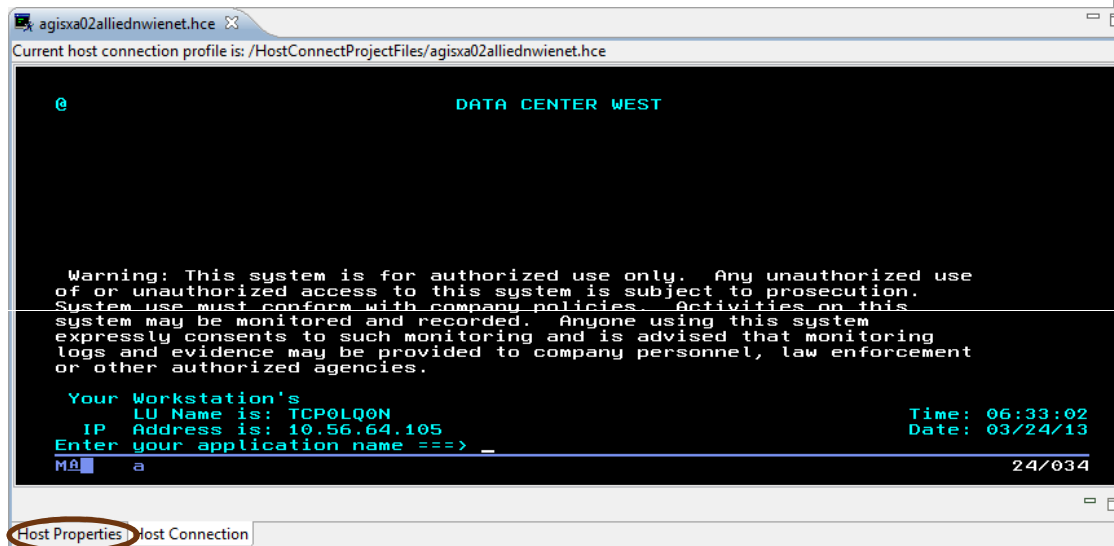 agisxa02alliednwienet.hce
Current host connection profile is: /HostConnectProjectFiles/agisxa02alliednwienet.hce
@ DATA CENTER WEST
Warning: This system is for authorized use only. Any unauthorized use
of or unauthorized access to this system is subject to prosecution.
System use must conform with company policies. Activities on this
system may be monitored and recorded. Anyone using this system
expressly consents to such monitoring and is advised that monitoring
logs and evidence may be provided to company personnel, law enforcement
or other authorized agencies.
Your Workstation's
LU Name is: TCP0LQ0N Time: 06:33:02
IP Address is: 10.56.64.105 Date: 03/24/13
Enter your application name ===> _
MA a 24/034
Host Properties Host Connection